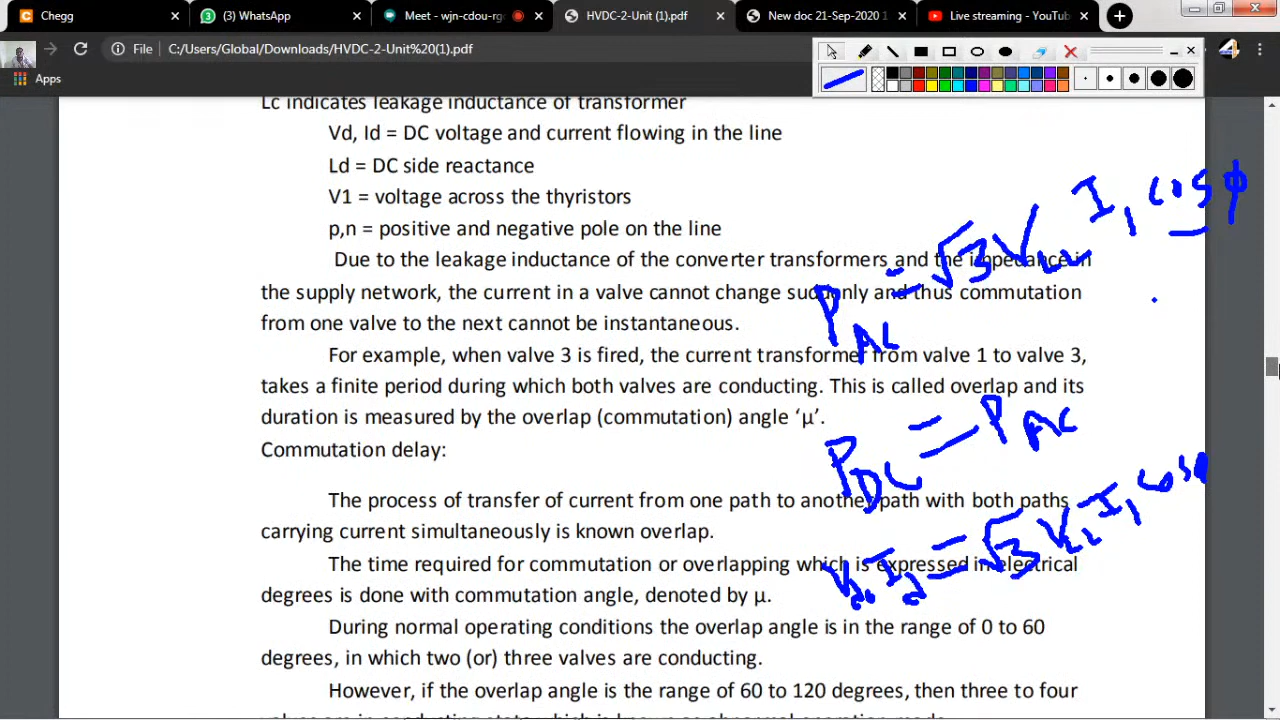 Chegg
(3) WhatsApp
Meet - wjn-cdou-rg
HVDC-2-Unit (1).pdf
New doc 21-Sep-2020 1
Live streaming - YouTu
File
C:/Users/Global/Downloads/HVDC-2-Unit%20(1).pdf
Apps
Lc indicates leakage inductance of transformer
Vd, Id = DC voltage and current flowing in the line
Ld = DC side reactance
V1 = voltage across the thyristors
p,n = positive and negative pole on the line
Due to the leakage inductance of the converter transformers and the impedance in
the supply network, the current in a valve cannot change suddenly and thus commutation
from one valve to the next cannot be instantaneous.
For example, when valve 3 is fired, the current transformer from valve 1 to valve 3,
takes a finite period during which both valves are conducting. This is called overlap and its
duration is measured by the overlap (commutation) angle ‘µ’.
Commutation delay:
The process of transfer of current from one path to another path with both paths
carrying current simultaneously is known overlap.
The time required for commutation or overlapping which is expressed in electrical
degrees is done with commutation angle, denoted by µ.
During normal operating conditions the overlap angle is in the range of 0 to 60
degrees, in which two (or) three valves are conducting.
However, if the overlap angle is the range of 60 to 120 degrees, then three to four
P_AC = √3 V_LL I_1 cos φ
P_DC = P_AC